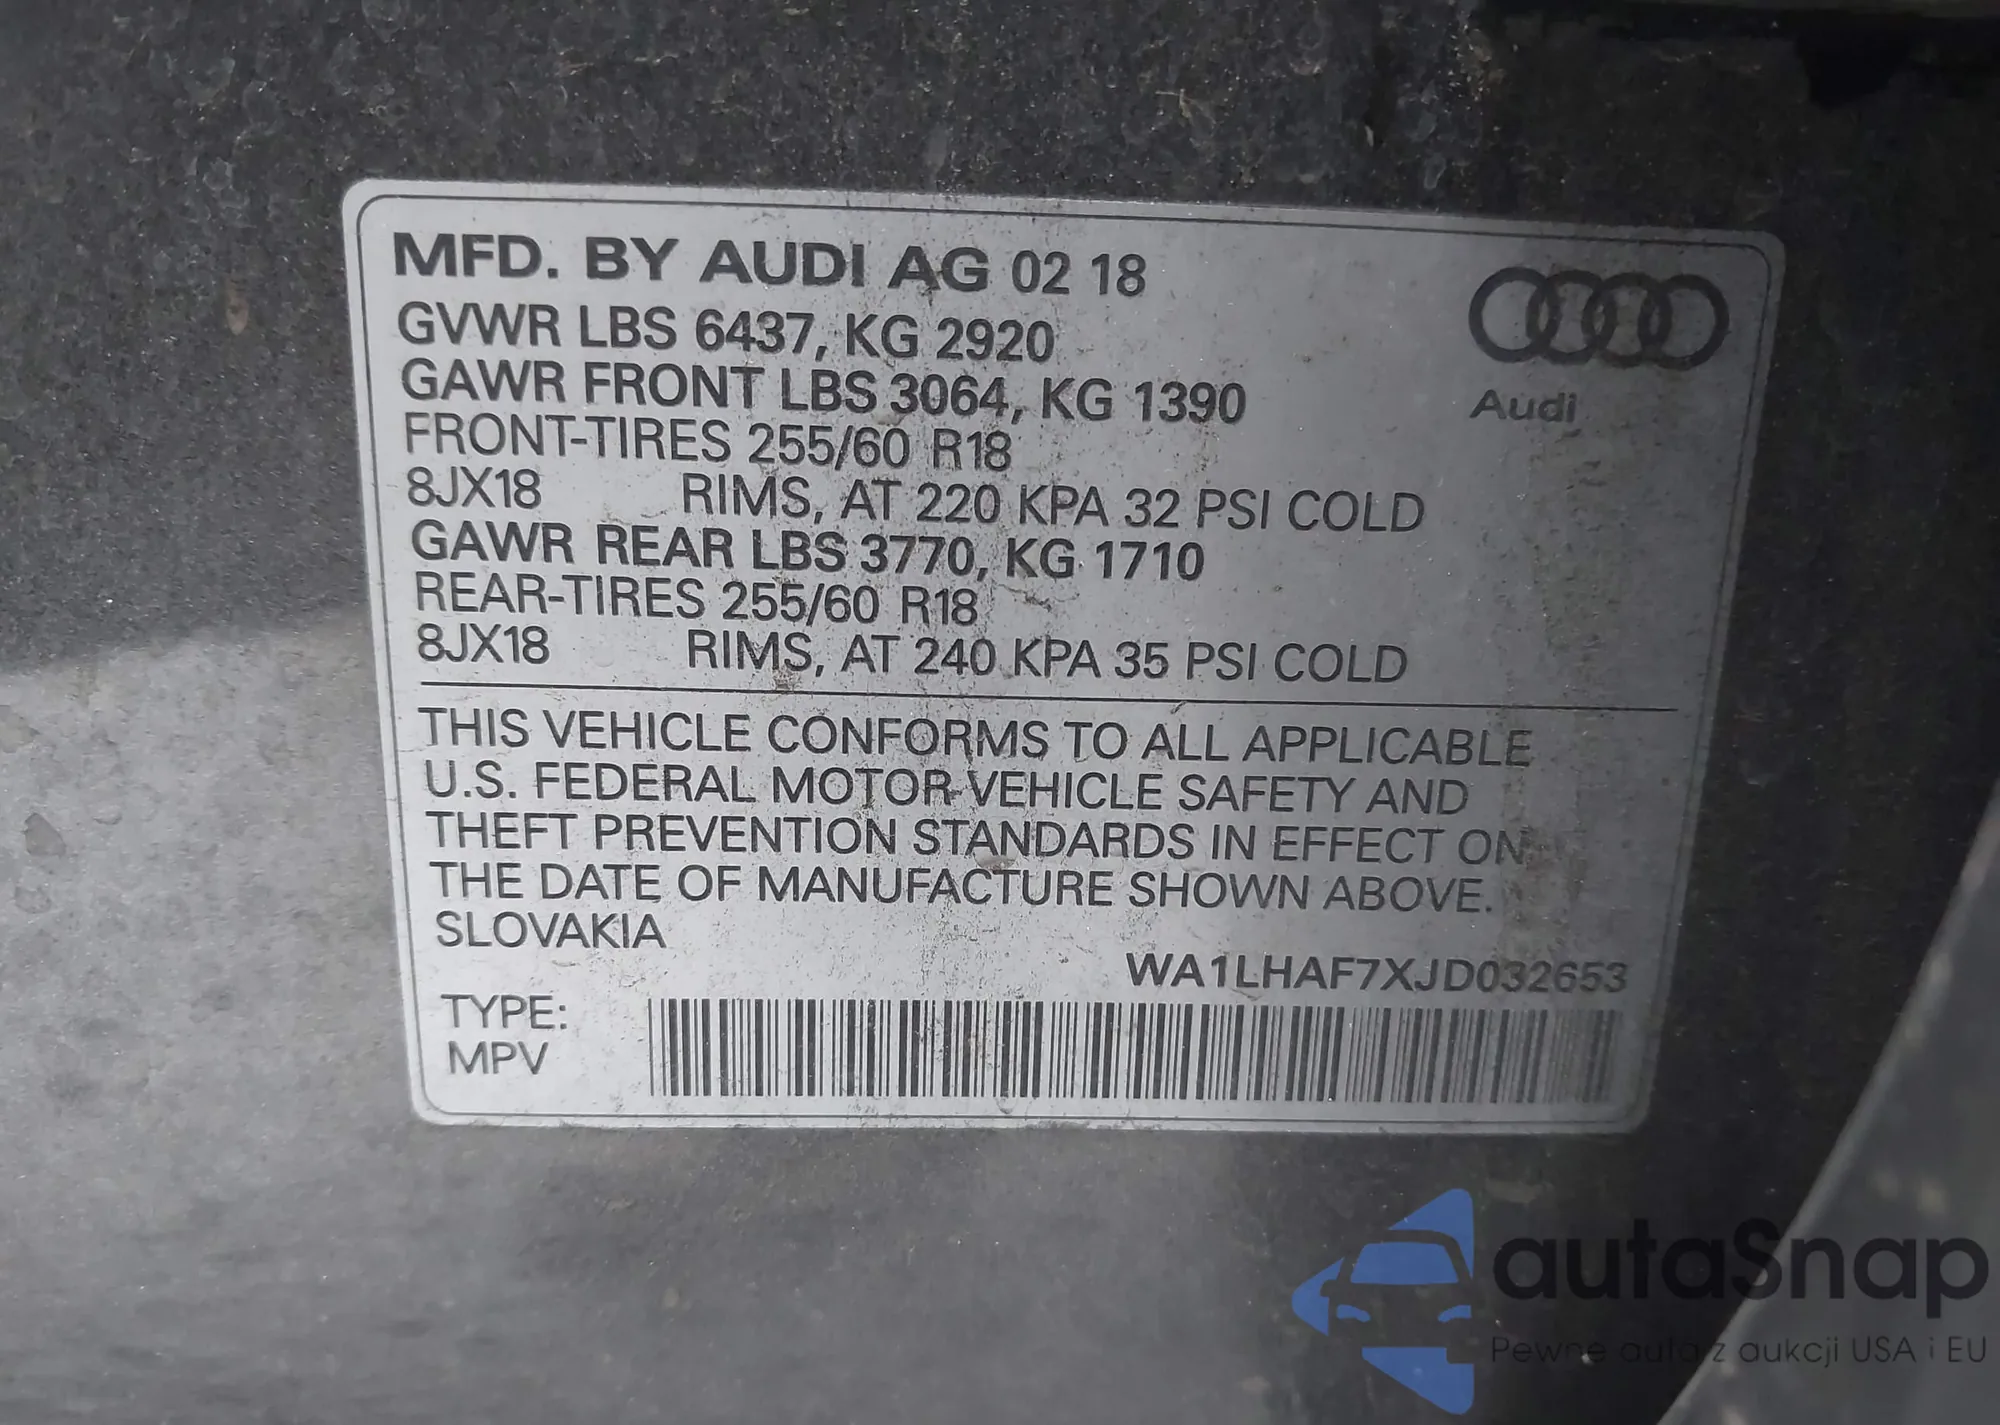 MFD. BY AUDI AG 02 18
GVWR LBS 6437, KG 2920
GAWR FRONT LBS 3064, KG 1390
FRONT-TIRES 255/60 R18
8JX18 RIMS, AT 220 KPA 32 PSI COLD
GAWR REAR LBS 3770, KG 1710
REAR-TIRES 255/60 R18
8JX18 RIMS, AT 240 KPA 35 PSI COLD
Audi
THIS VEHICLE CONFORMS TO ALL APPLICABLE
U.S. FEDERAL MOTOR VEHICLE SAFETY AND
THEFT PREVENTION STANDARDS IN EFFECT ON
THE DATE OF MANUFACTURE SHOWN ABOVE.
SLOVAKIA
WA1LHAF7XJD032653
TYPE:
MPV
autaSnap
Pewne auta z aukcji USA i EU